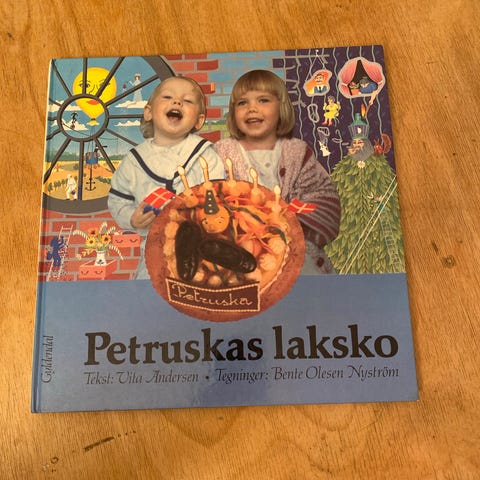 Petruska
Gyldendal
Petruskas laksko
Tekst: Vita Andersen • Tegninger: Bente Olesen Nyström